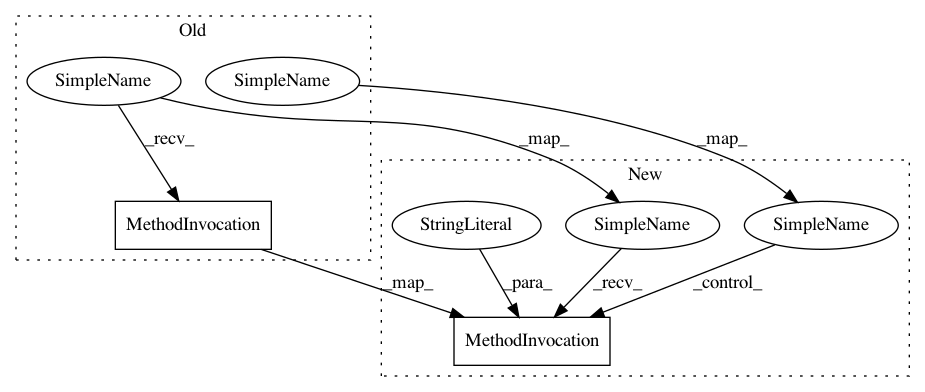 Old
SimpleName
SimpleName
_recv_
_map_
_map_
New
MethodInvocation
StringLiteral
SimpleName
SimpleName
_map_
_para_
_recv_
_control_
MethodInvocation